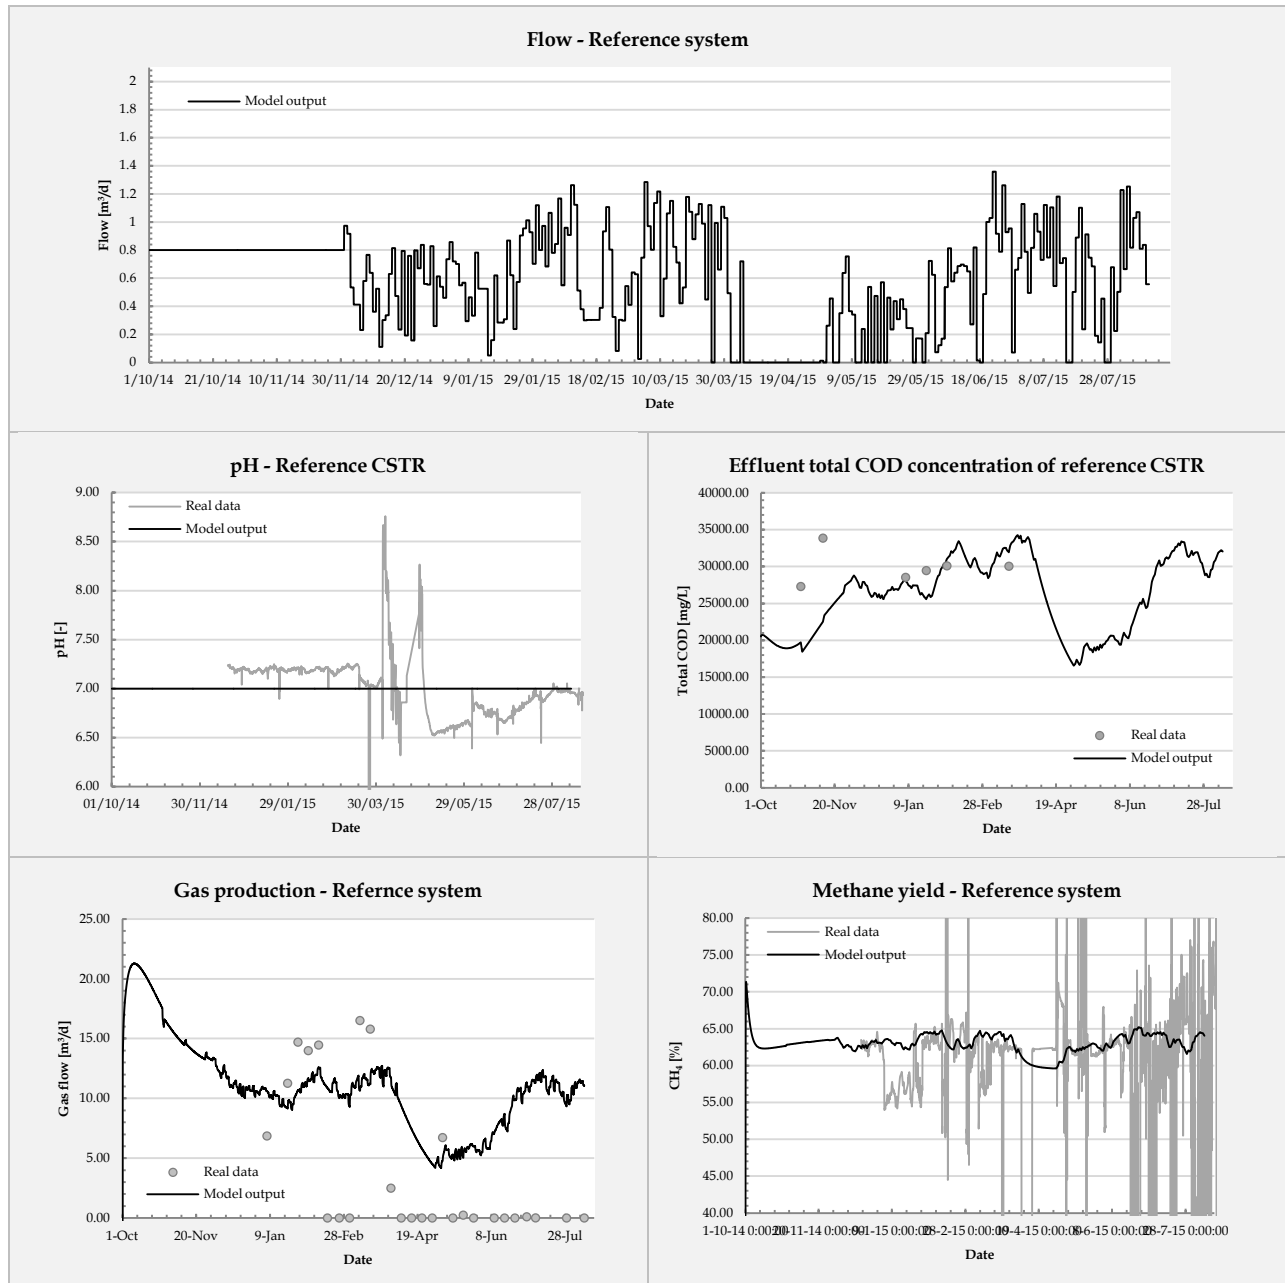 Flow - Reference system
2
1.8
1.6
1.4
1.2
1
0.8
0.6
0.4
0.2
0
Flow [m³/d]
Model output
1/10/14 21/10/14 10/11/14 30/11/14 20/12/14 9/01/15 29/01/15 18/02/15 10/03/15 30/03/15 19/04/15 9/05/15 29/05/15 18/06/15 8/07/15 28/07/15
Date
pH - Reference CSTR
9.00
8.50
8.00
7.50
7.00
6.50
6.00
pH [-]
Real data
Model output
01/10/14 30/11/14 29/01/15 30/03/15 29/05/15 28/07/15
Date
Effluent total COD concentration of reference CSTR
40000.00
35000.00
30000.00
25000.00
20000.00
15000.00
10000.00
5000.00
0.00
Total COD [mg/L]
Real data
Model output
1-Oct 20-Nov 9-Jan 28-Feb 19-Apr 8-Jun 28-Jul
Date
Gas production - Refernce system
25.00
20.00
15.00
10.00
5.00
0.00
Gas flow [m³/d]
Real data
Model output
1-Oct 20-Nov 9-Jan 28-Feb 19-Apr 8-Jun 28-Jul
Date
Methane yield - Reference system
80.00
75.00
70.00
65.00
60.00
55.00
50.00
45.00
40.00
CH₄ [%]
Real data
Model output
1-10-14 0:00:00
Date